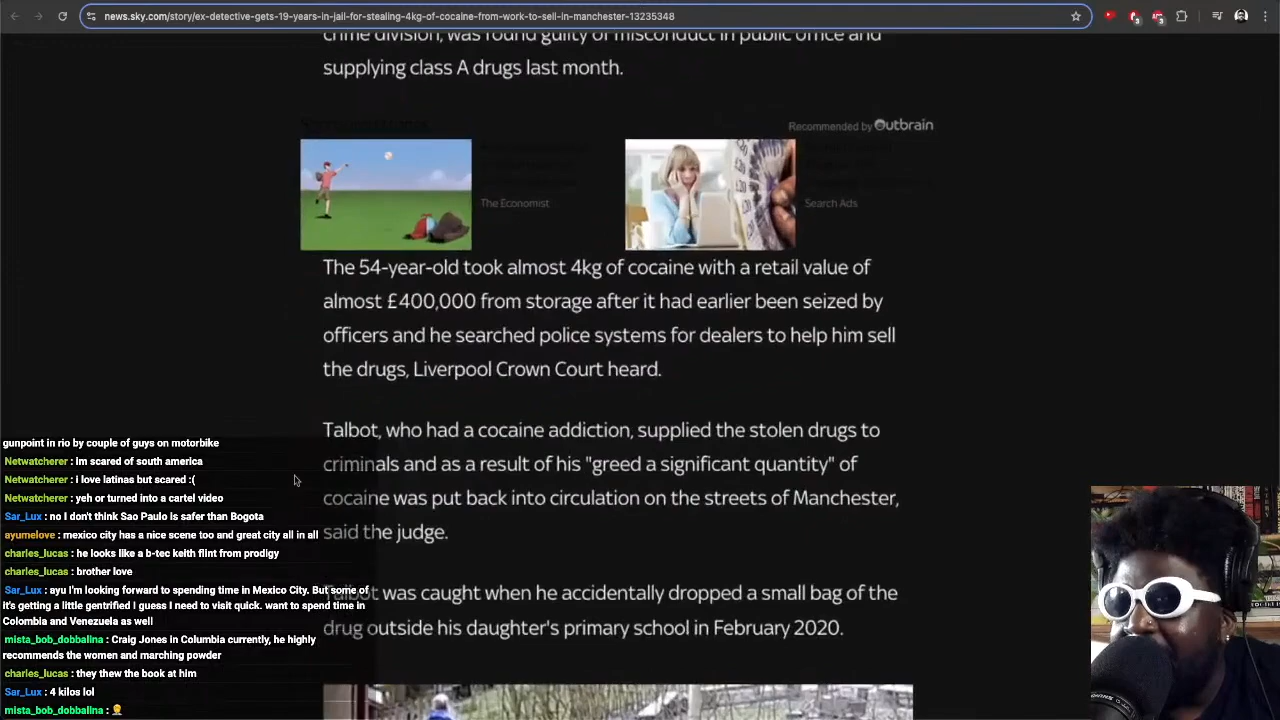 news.sky.com/story/ex-detective-gets-19-years-in-jail-for-stealing-4kg-of-cocaine-from-work-to-sell-in-manchester-13235348
crime division, was found guilty of misconduct in public office and
supplying class A drugs last month.
Recommended by Outbrain
The Economist
Search Ads
The 54-year-old took almost 4kg of cocaine with a retail value of
almost £400,000 from storage after it had earlier been seized by
officers and he searched police systems for dealers to help him sell
the drugs, Liverpool Crown Court heard.
Talbot, who had a cocaine addiction, supplied the stolen drugs to
criminals and as a result of his "greed a significant quantity" of
cocaine was put back into circulation on the streets of Manchester,
said the judge.
Talbot was caught when he accidentally dropped a small bag of the
drug outside his daughter's primary school in February 2020.
gunpoint in rio by couple of guys on motorbike
Netwatcherer : Im scared of south america
Netwatcherer : i love latinas but scared :(
Netwatcherer : yeh or turned into a cartel video
Sar_Lux : no I don't think Sao Paulo is safer than Bogota
ayumelove : mexico city has a nice scene too and great city all in all
charles_lucas : he looks like a b-tec keith flint from prodigy
charles_lucas : brother love
Sar_Lux : ayu I'm looking forward to spending time in Mexico City. But some of
it's getting a little gentrified I guess I need to visit quick. want to spend time in
Colombia and Venezuela as well
mista_bob_dobbalina : Craig Jones in Columbia currently, he highly
recommends the women and marching powder
charles_lucas : they thew the book at him
Sar_Lux : 4 kilos lol
mista_bob_dobbalina : 🤦